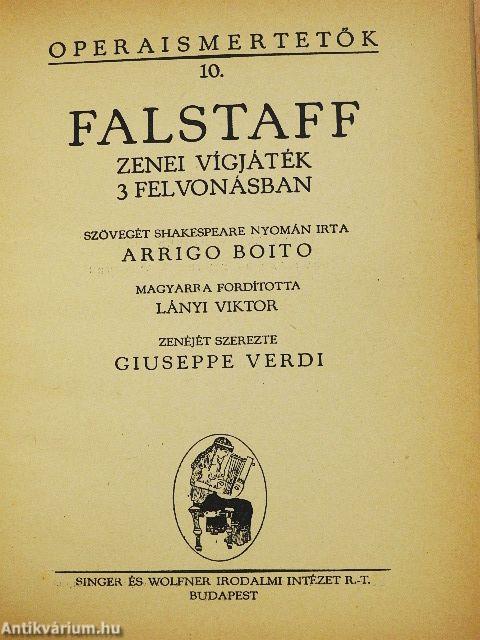 OPERAISMERTETŐK
10.
FALSTAFF
ZENEI VÍGJÁTÉK
3 FELVONÁSBAN
SZÖVEGÉT SHAKESPEARE NYOMÁN IRTA
ARRIGO BOITO
MAGYARRA FORDÍTOTTA
LÁNYI VIKTOR
ZENÉJÉT SZEREZTE
GIUSEPPE VERDI
SINGER ÉS WOLFNER IRODALMI INTÉZET R.-T.
BUDAPEST
Antikvárium.hu